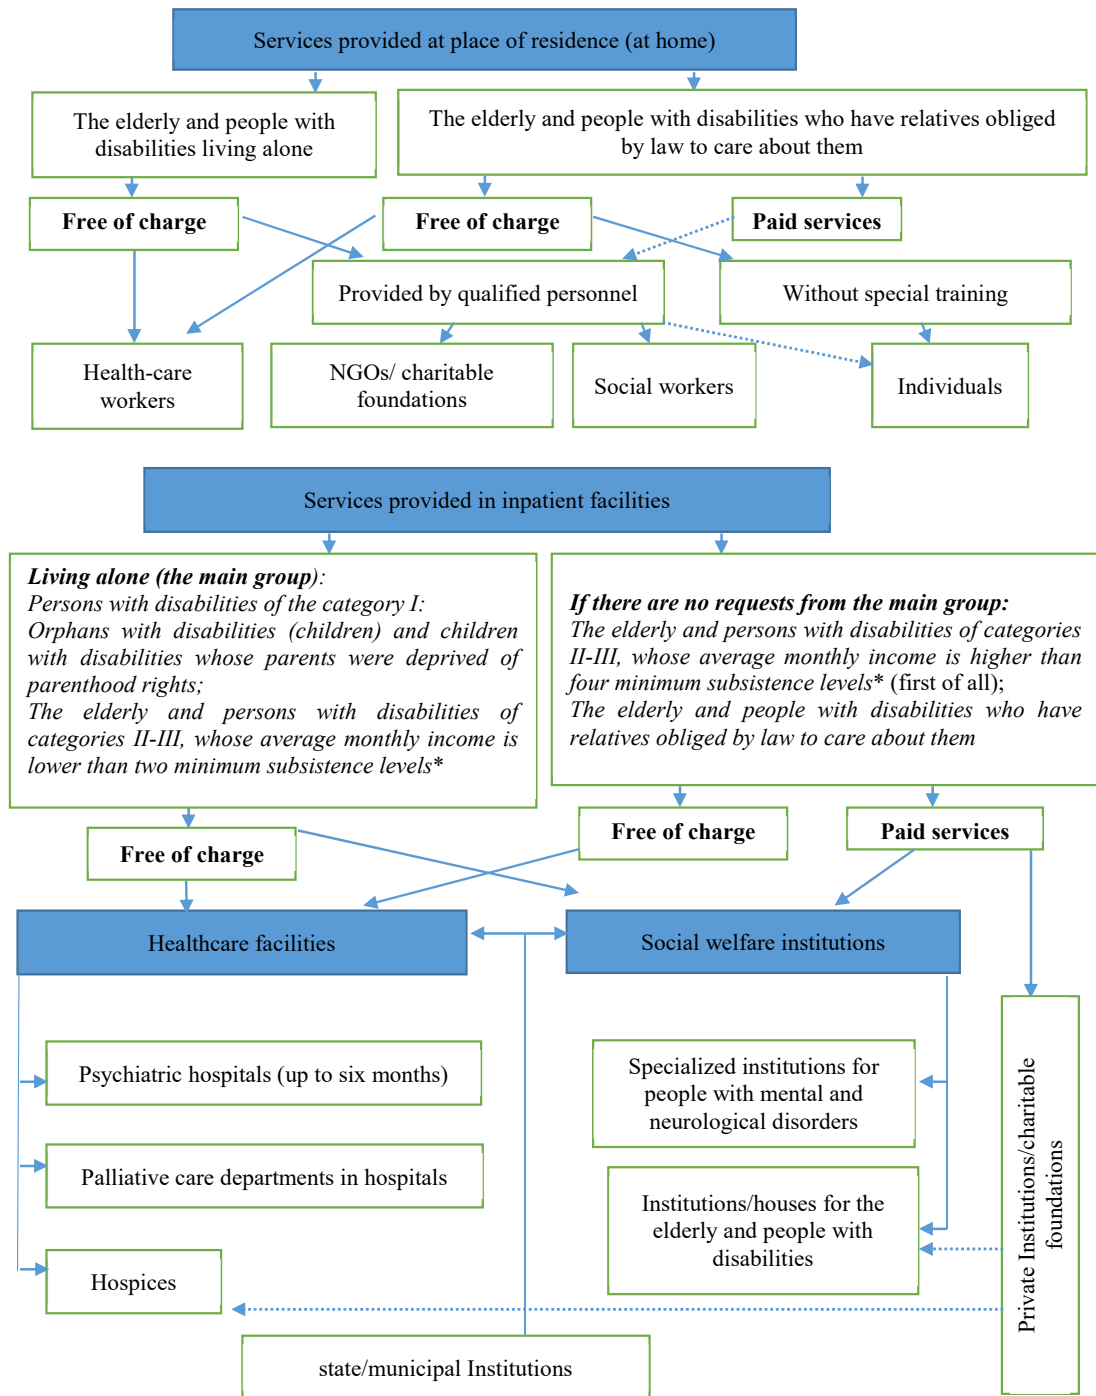 Services provided at place of residence (at home)
The elderly and people with
disabilities living alone
The elderly and people with disabilities who have relatives obliged
by law to care about them
Free of charge
Free of charge
Paid services
Provided by qualified personnel
Without special training
Health-care
workers
NGOs/ charitable
foundations
Social workers
Individuals
Services provided in inpatient facilities
Living alone (the main group):
Persons with disabilities of the category I:
Orphans with disabilities (children) and children
with disabilities whose parents were deprived of
parenthood rights;
The elderly and persons with disabilities of
categories II-III, whose average monthly income is
lower than two minimum subsistence levels*
If there are no requests from the main group:
The elderly and persons with disabilities of categories
II-III, whose average monthly income is higher than
four minimum subsistence levels* (first of all);
The elderly and people with disabilities who have
relatives obliged by law to care about them
Free of charge
Free of charge
Paid services
Healthcare facilities
Social welfare institutions
Psychiatric hospitals (up to six months)
Specialized institutions for
people with mental and
neurological disorders
Palliative care departments in hospitals
Institutions/houses for the
elderly and people with
disabilities
Hospices
Private Institutions/charitable
foundations
state/municipal Institutions